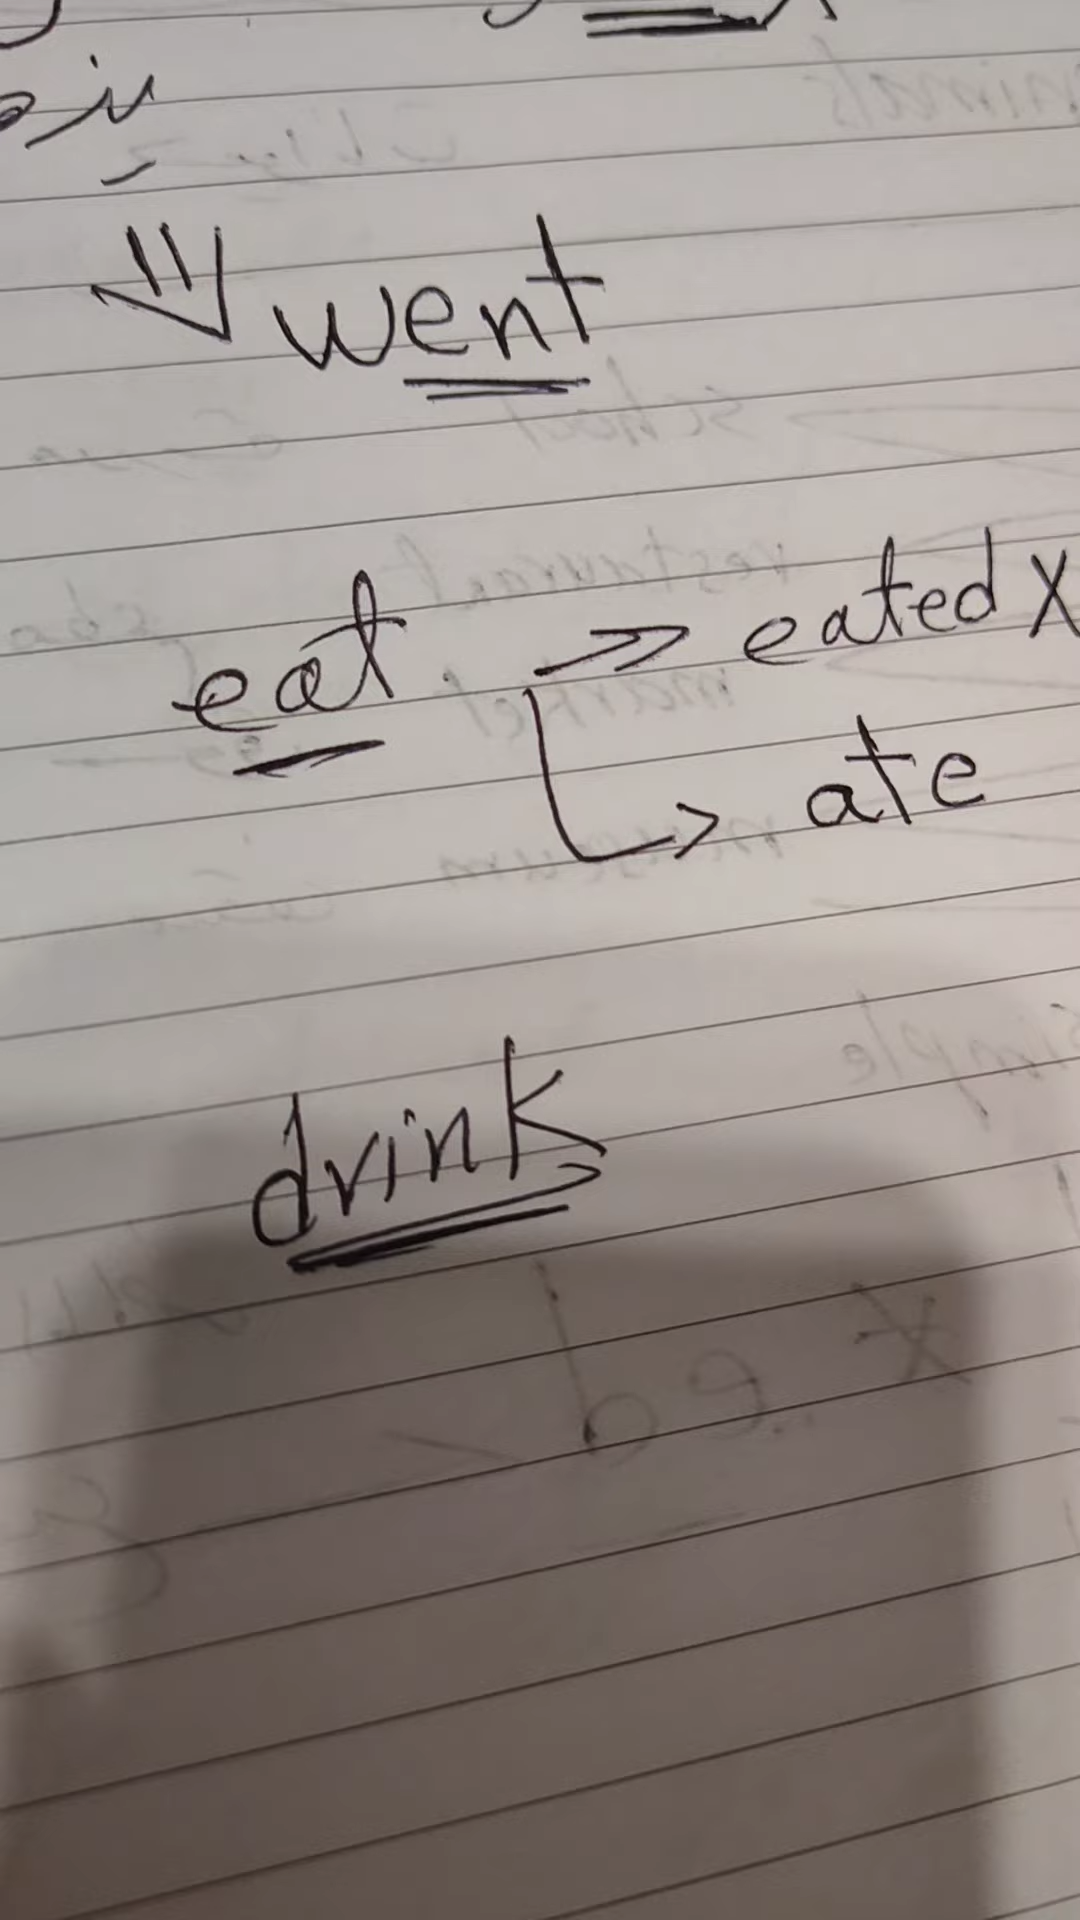 went
eat >> eated X
→ ate
drink